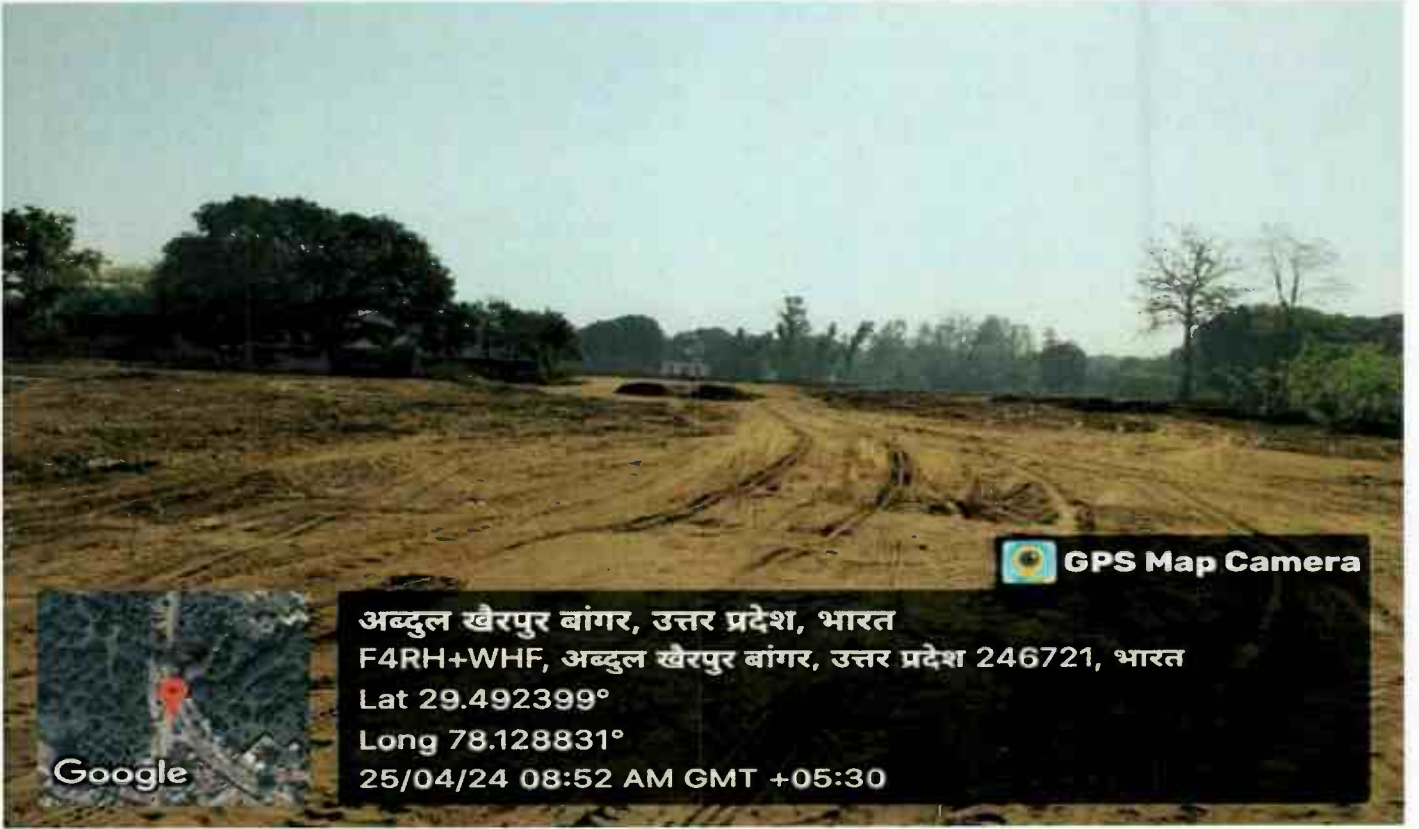 GPS Map Camera
अब्दुल खैरपुर बांगर, उत्तर प्रदेश, भारत
F4RH+WHF, अब्दुल खैरपुर बांगर, उत्तर प्रदेश 246721, भारत
Lat 29.492399°
Long 78.128831°
25/04/24 08:52 AM GMT +05:30
Google